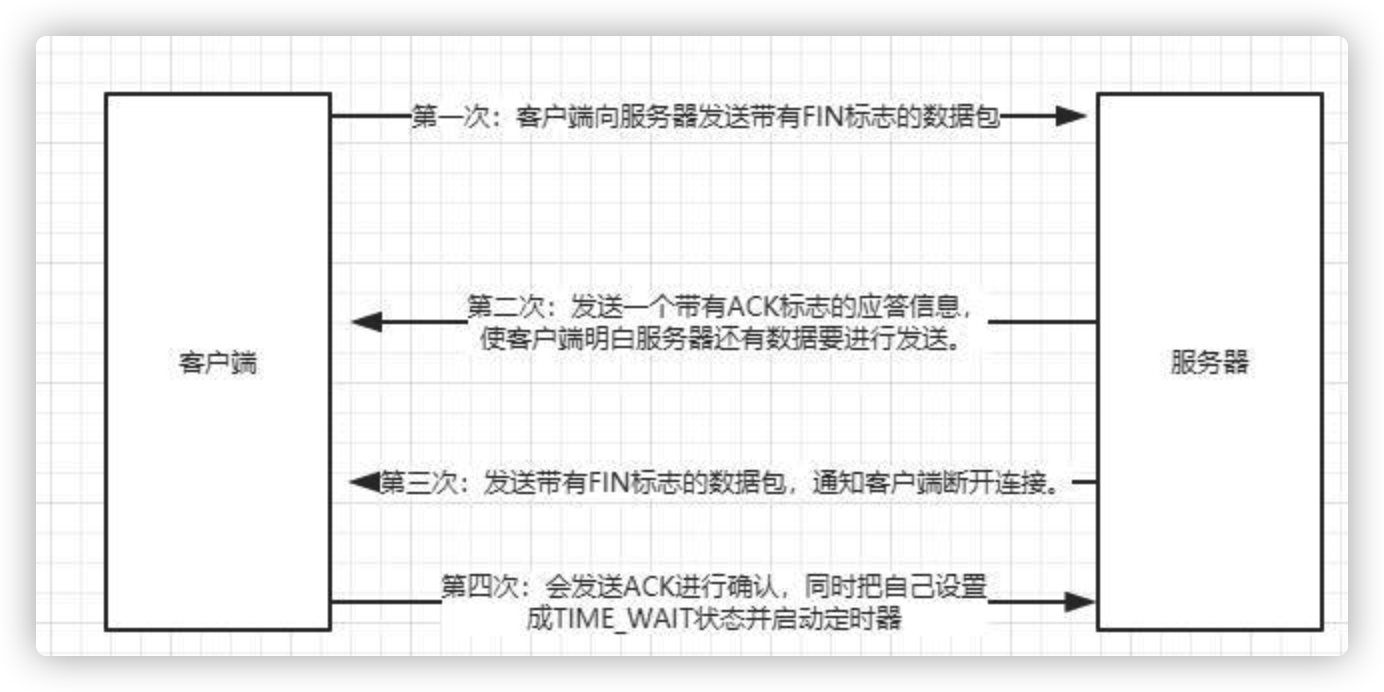 第一次：客户端向服务器发送带有FIN标志的数据包
第二次：发送一个带有ACK标志的应答信息，
使客户端明白服务器还有数据要进行发送。
客户端
服务器
第三次：发送带有FIN标志的数据包，通知客户端断开连接。
第四次：会发送ACK进行确认，同时把自己设置
成TIME_WAIT状态并启动定时器